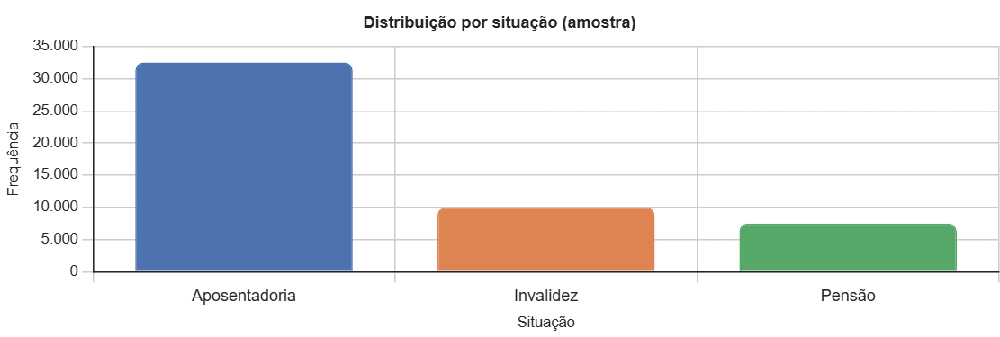 Distribuição por situação (amostra)
35.000
30.000
25.000
20.000
15.000
10.000
5.000
0
Frequência
Aposentadoria
Invalidez
Pensão
Situação